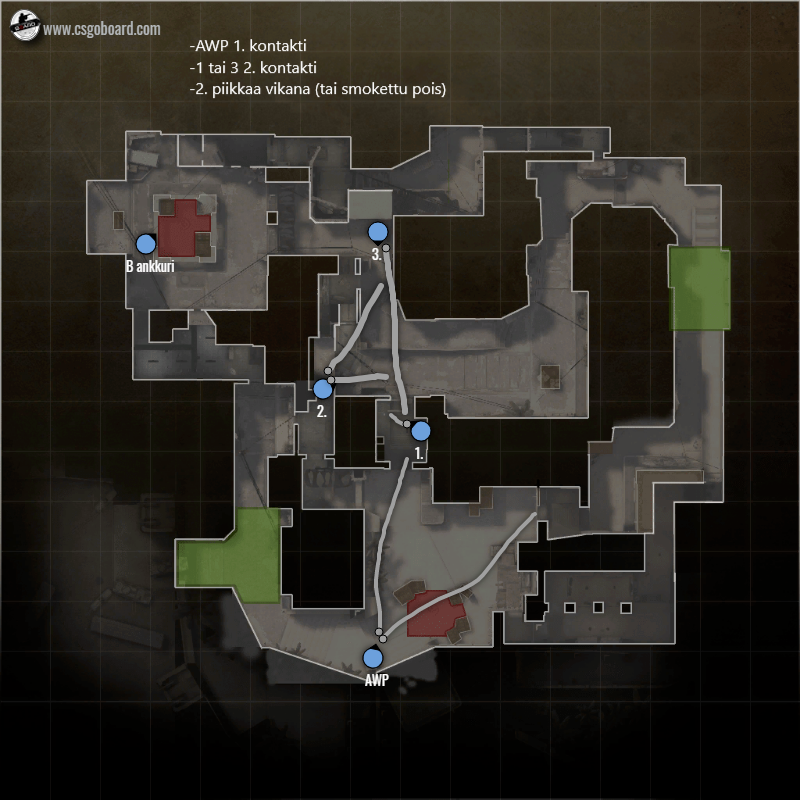 www.csgoboard.com
-AWP 1. kontakti
-1 tai 3 2. kontakti
-2. piikkaa vikana (tai smokettu pois)
3.
B ankkuri
2.
1.
AWP